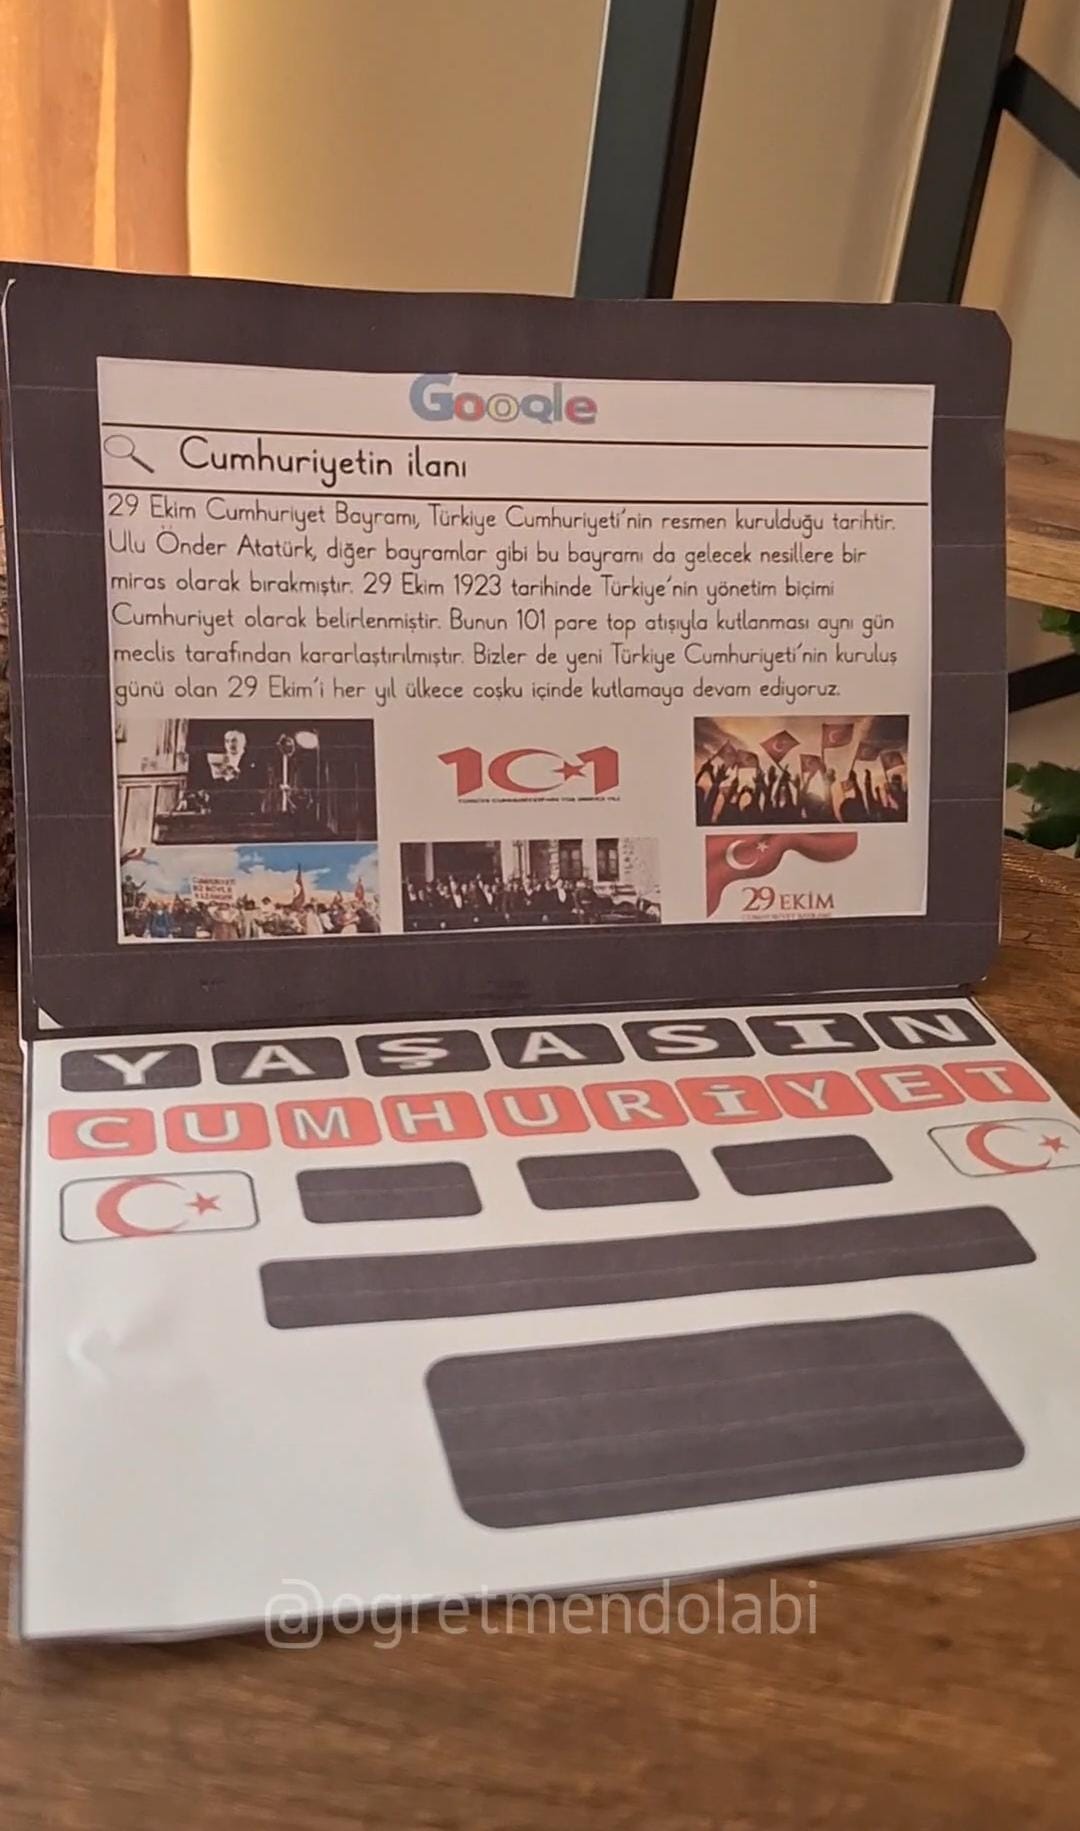 Google
Cumhuriyetin ilanı
29 Ekim Cumhuriyet Bayramı, Türkiye Cumhuriyeti'nin resmen kurulduğu tarihtir.
Ulu Önder Atatürk, diğer bayramlar gibi bu bayramı da gelecek nesillere bir
miras olarak bırakmıştır. 29 Ekim 1923 tarihinde Türkiye'nin yönetim biçimi
Cumhuriyet olarak belirlenmiştir. Bunun 101 pare top atışıyla kutlanması aynı gün
meclis tarafından kararlaştırılmıştır. Bizler de yeni Türkiye Cumhuriyeti'nin kuruluş
günü olan 29 Ekim'i her yıl ülkece coşku içinde kutlamaya devam ediyoruz.
101
29 EKİM
YAŞASIN
CUMHURİYET
@ogretmendolabi